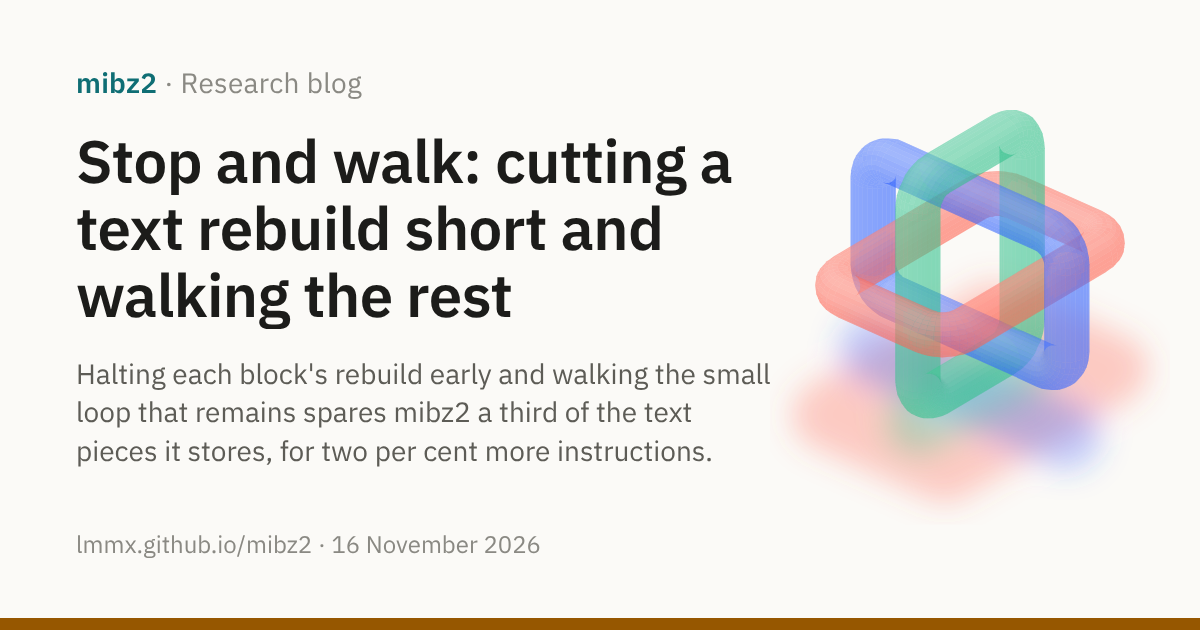 mibz2 · Research blog
Stop and walk: cutting a
text rebuild short and
walking the rest
Halting each block's rebuild early and walking the small
loop that remains spares mibz2 a third of the text
pieces it stores, for two per cent more instructions.
lmmx.github.io/mibz2 · 16 November 2026